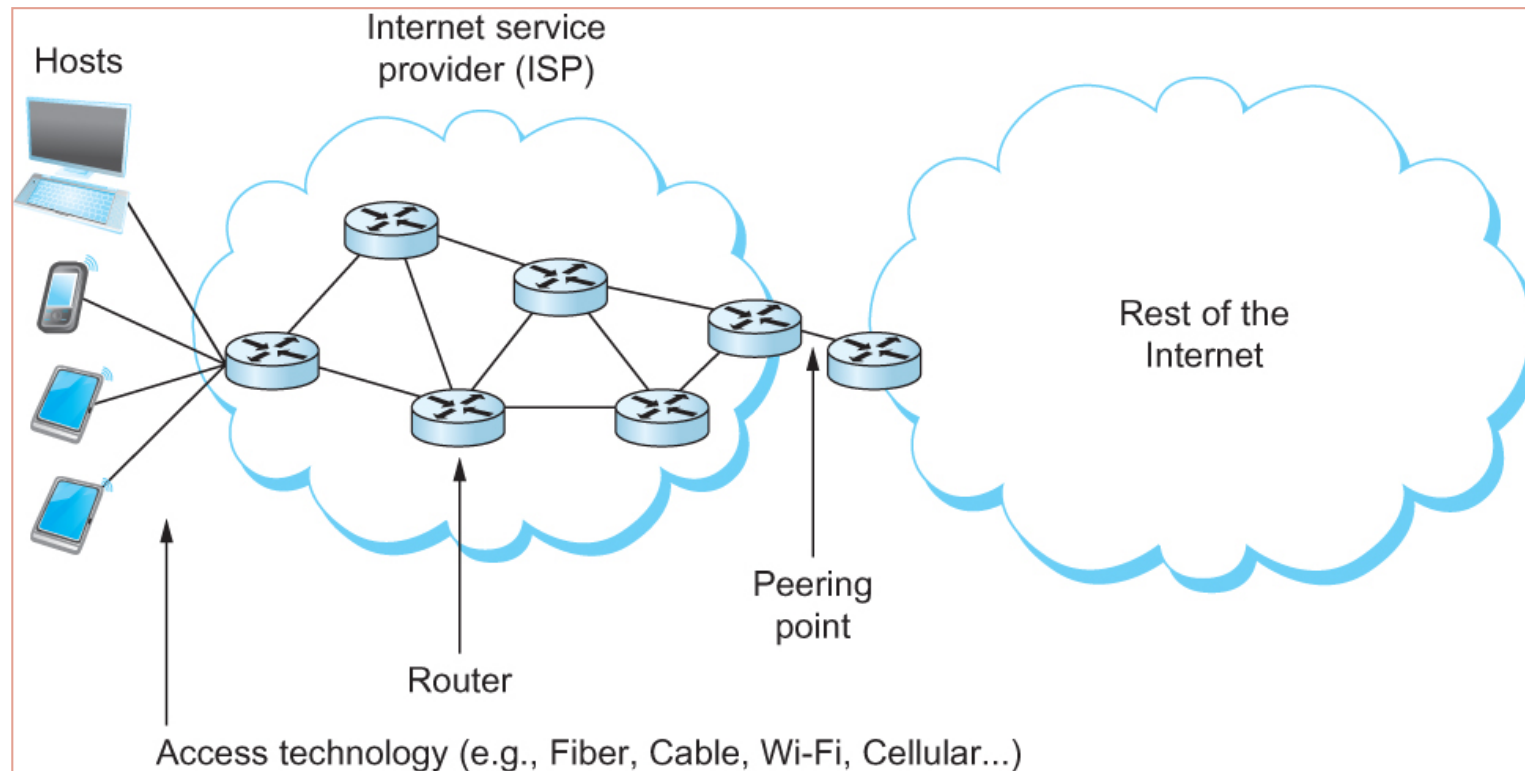 Internet service
provider (ISP)
Hosts
Rest of the
Internet
Peering
point
Router
Access technology (e.g., Fiber, Cable, Wi-Fi, Cellular...)